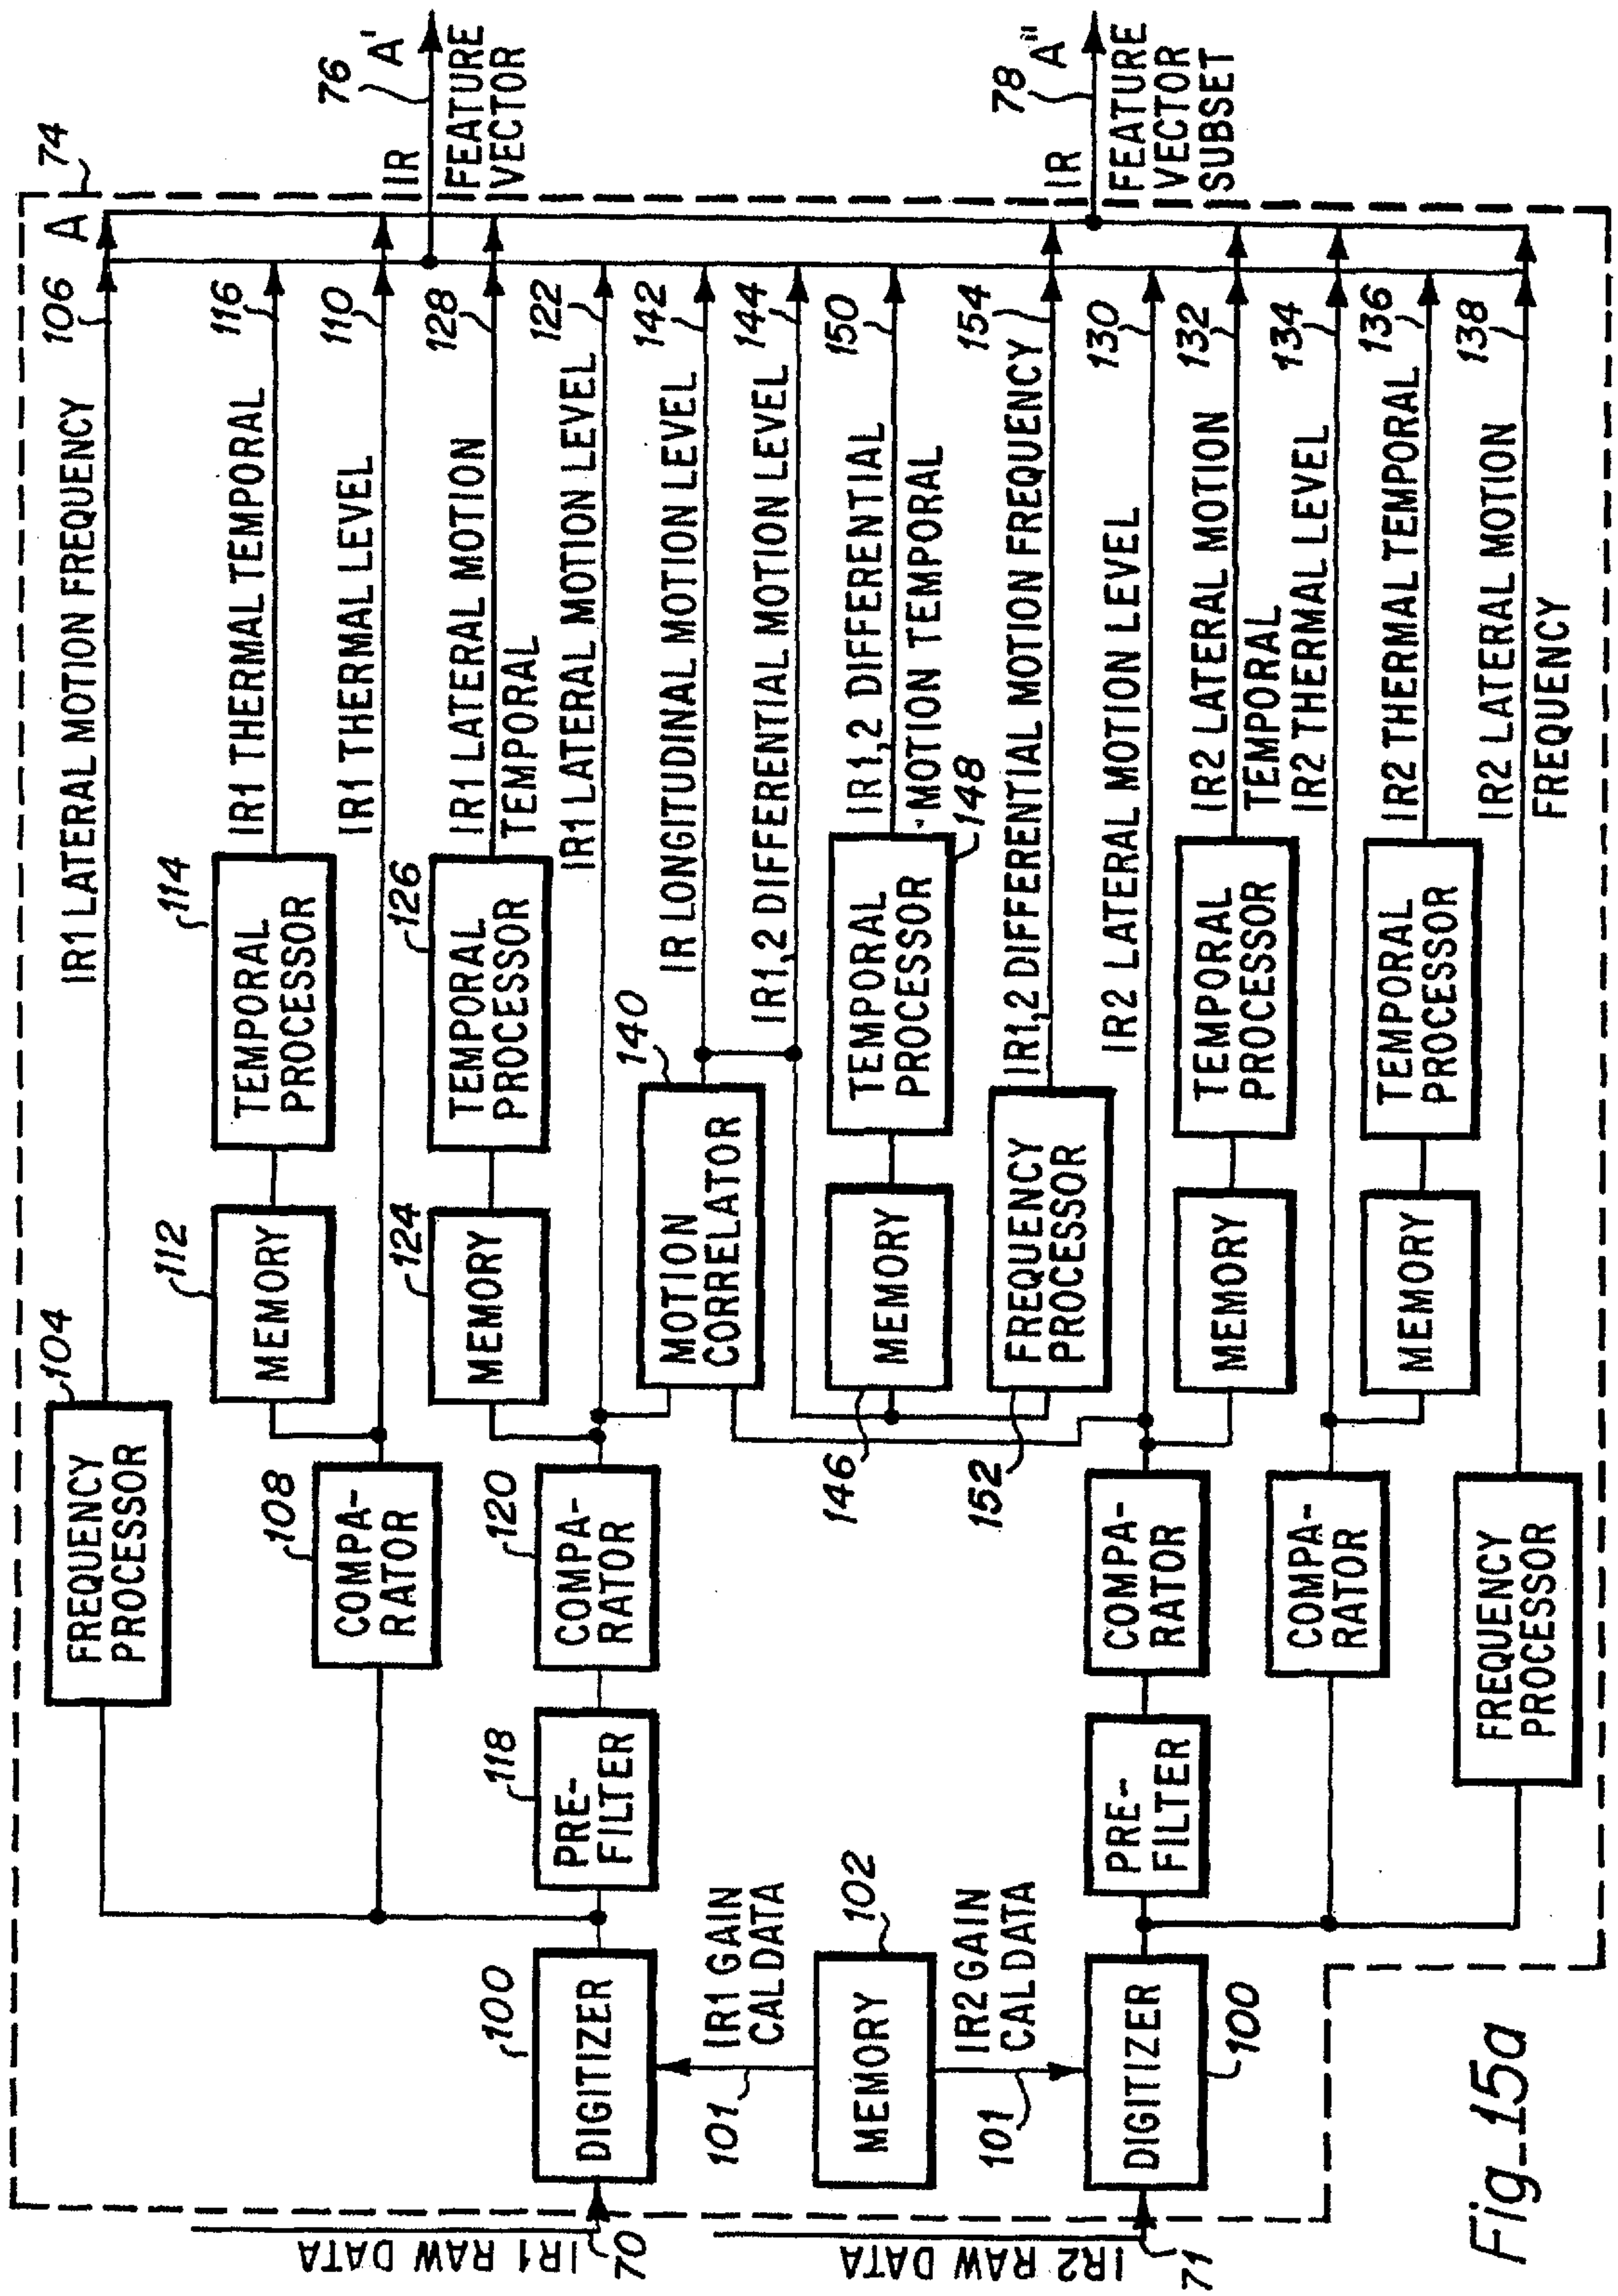 74
A
106
IR1 LATERAL MOTION FREQUENCY
104
FREQUENCY
PROCESSOR
76
A'
IR
FEATURE
VECTOR
116
IR1 THERMAL TEMPORAL
114
TEMPORAL
PROCESSOR
112
MEMORY
110
IR1 THERMAL LEVEL
108
COMPA-
RATOR
128
IR1 LATERAL MOTION
TEMPORAL
126
TEMPORAL
PROCESSOR
124
MEMORY
122
IR1 LATERAL MOTION LEVEL
120
COMPA-
RATOR
118
PRE-
FILTER
100
DIGITIZER
IR1 RAW DATA
70
142
IR LONGITUDINAL MOTION LEVEL
140
MOTION
CORRELATOR
144
IR1,2 DIFFERENTIAL MOTION LEVEL
IR1 GAIN
CAL DATA
101
150
IR1,2 DIFFERENTIAL
MOTION TEMPORAL
148
TEMPORAL
PROCESSOR
MEMORY
146
102
MEMORY
78
A"
IR
FEATURE
VECTOR
SUBSET
154
IR1,2 DIFFERENTIAL MOTION FREQUENCY
FREQUENCY
PROCESSOR
152
IR2 GAIN
CAL DATA
101
130
IR2 LATERAL MOTION LEVEL
COMPA-
RATOR
PRE-
FILTER
DIGITIZER
100
IR2 RAW DATA
71
132
IR2 LATERAL MOTION
TEMPORAL
TEMPORAL
PROCESSOR
MEMORY
134
IR2 THERMAL LEVEL
COMPA-
RATOR
136
IR2 THERMAL TEMPORAL
TEMPORAL
PROCESSOR
MEMORY
138
IR2 LATERAL MOTION
FREQUENCY
FREQUENCY
PROCESSOR
Fig_15a